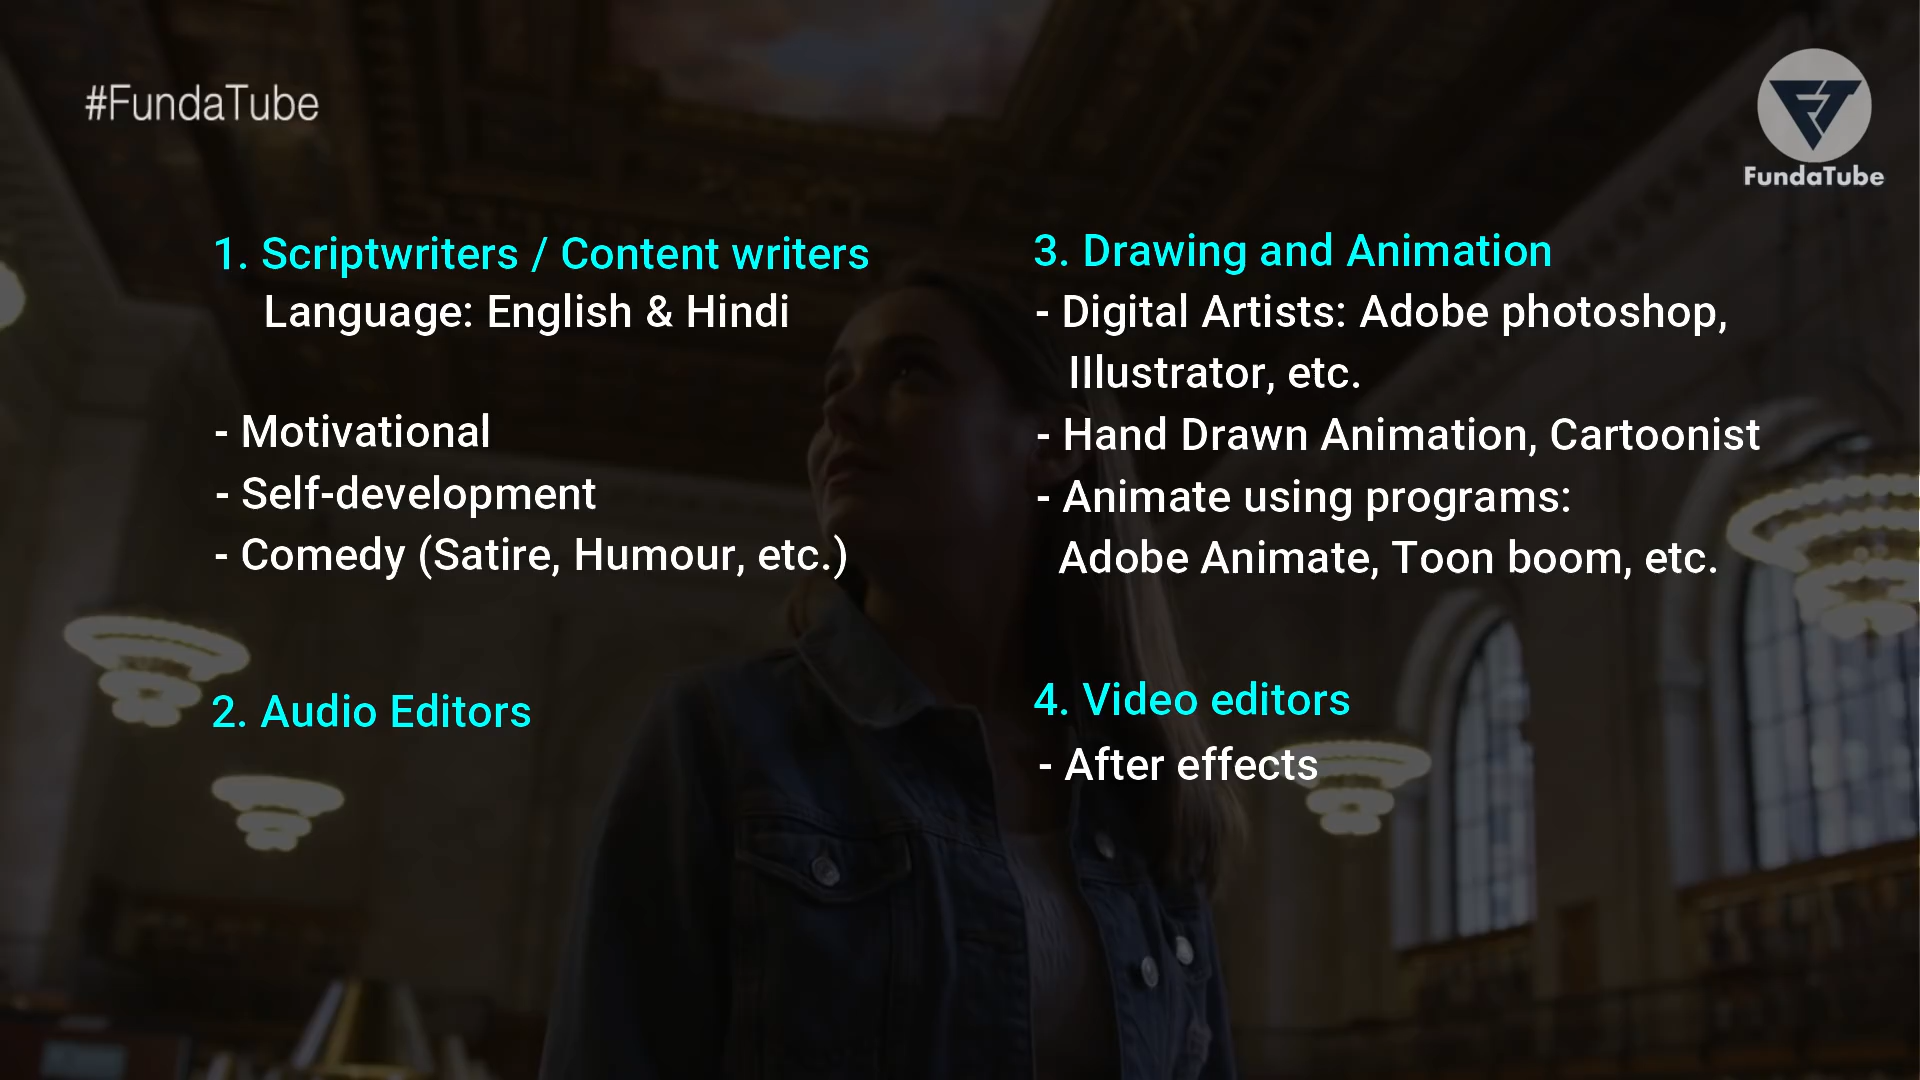 #FundaTube
FundaTube
1. Scriptwriters / Content writers
Language: English & Hindi
- Motivational
- Self-development
- Comedy (Satire, Humour, etc.)
2. Audio Editors
3. Drawing and Animation
- Digital Artists: Adobe photoshop,
Illustrator, etc.
- Hand Drawn Animation, Cartoonist
- Animate using programs:
Adobe Animate, Toon boom, etc.
4. Video editors
- After effects